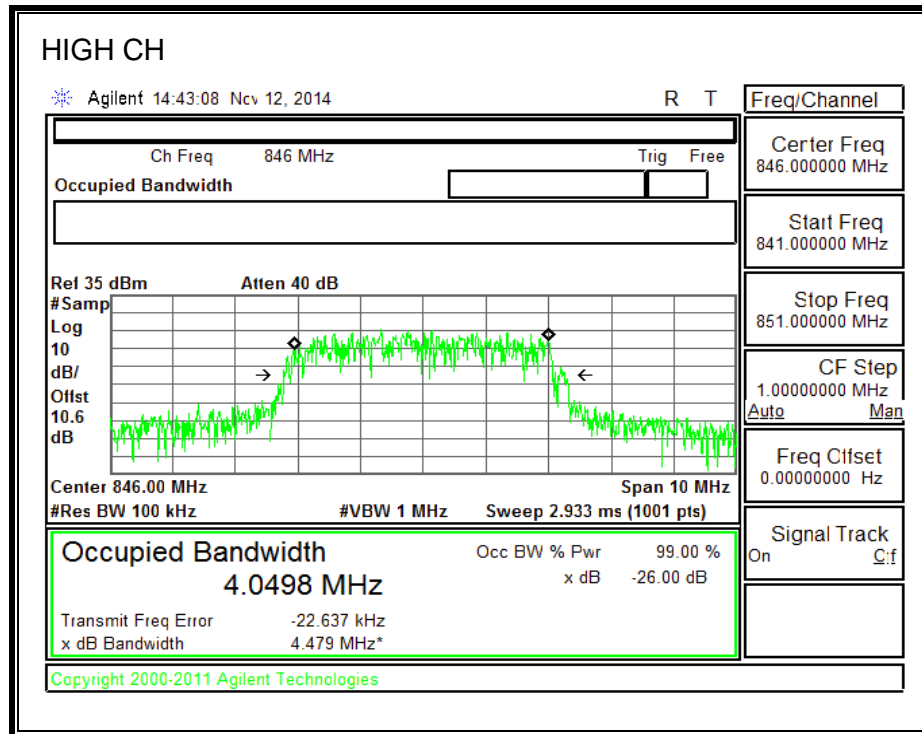 HIGH CH
Agilent 14:43:08 Nov 12, 2014 R T
Freq/Channel
Ch Freq 846 MHz Trig Free
Occupied Bandwidth
Center Freq
846.000000 MHz
Start Freq
841.000000 MHz
Stop Freq
851.000000 MHz
CF Step
1.00000000 MHz
Auto Man
Freq Offset
0.00000000 Hz
Signal Track
On Off
Ref 35 dBm Atten 40 dB
#Samp
Log
10
dB/
Offst
10.6
dB
Center 846.00 MHz Span 10 MHz
#Res BW 100 kHz #VBW 1 MHz Sweep 2.933 ms (1001 pts)
Occupied Bandwidth Occ BW % Pwr 99.00 %
4.0498 MHz x dB -26.00 dB
Transmit Freq Error -22.637 kHz
x dB Bandwidth 4.479 MHz*
Copyright 2000-2011 Agilent Technologies